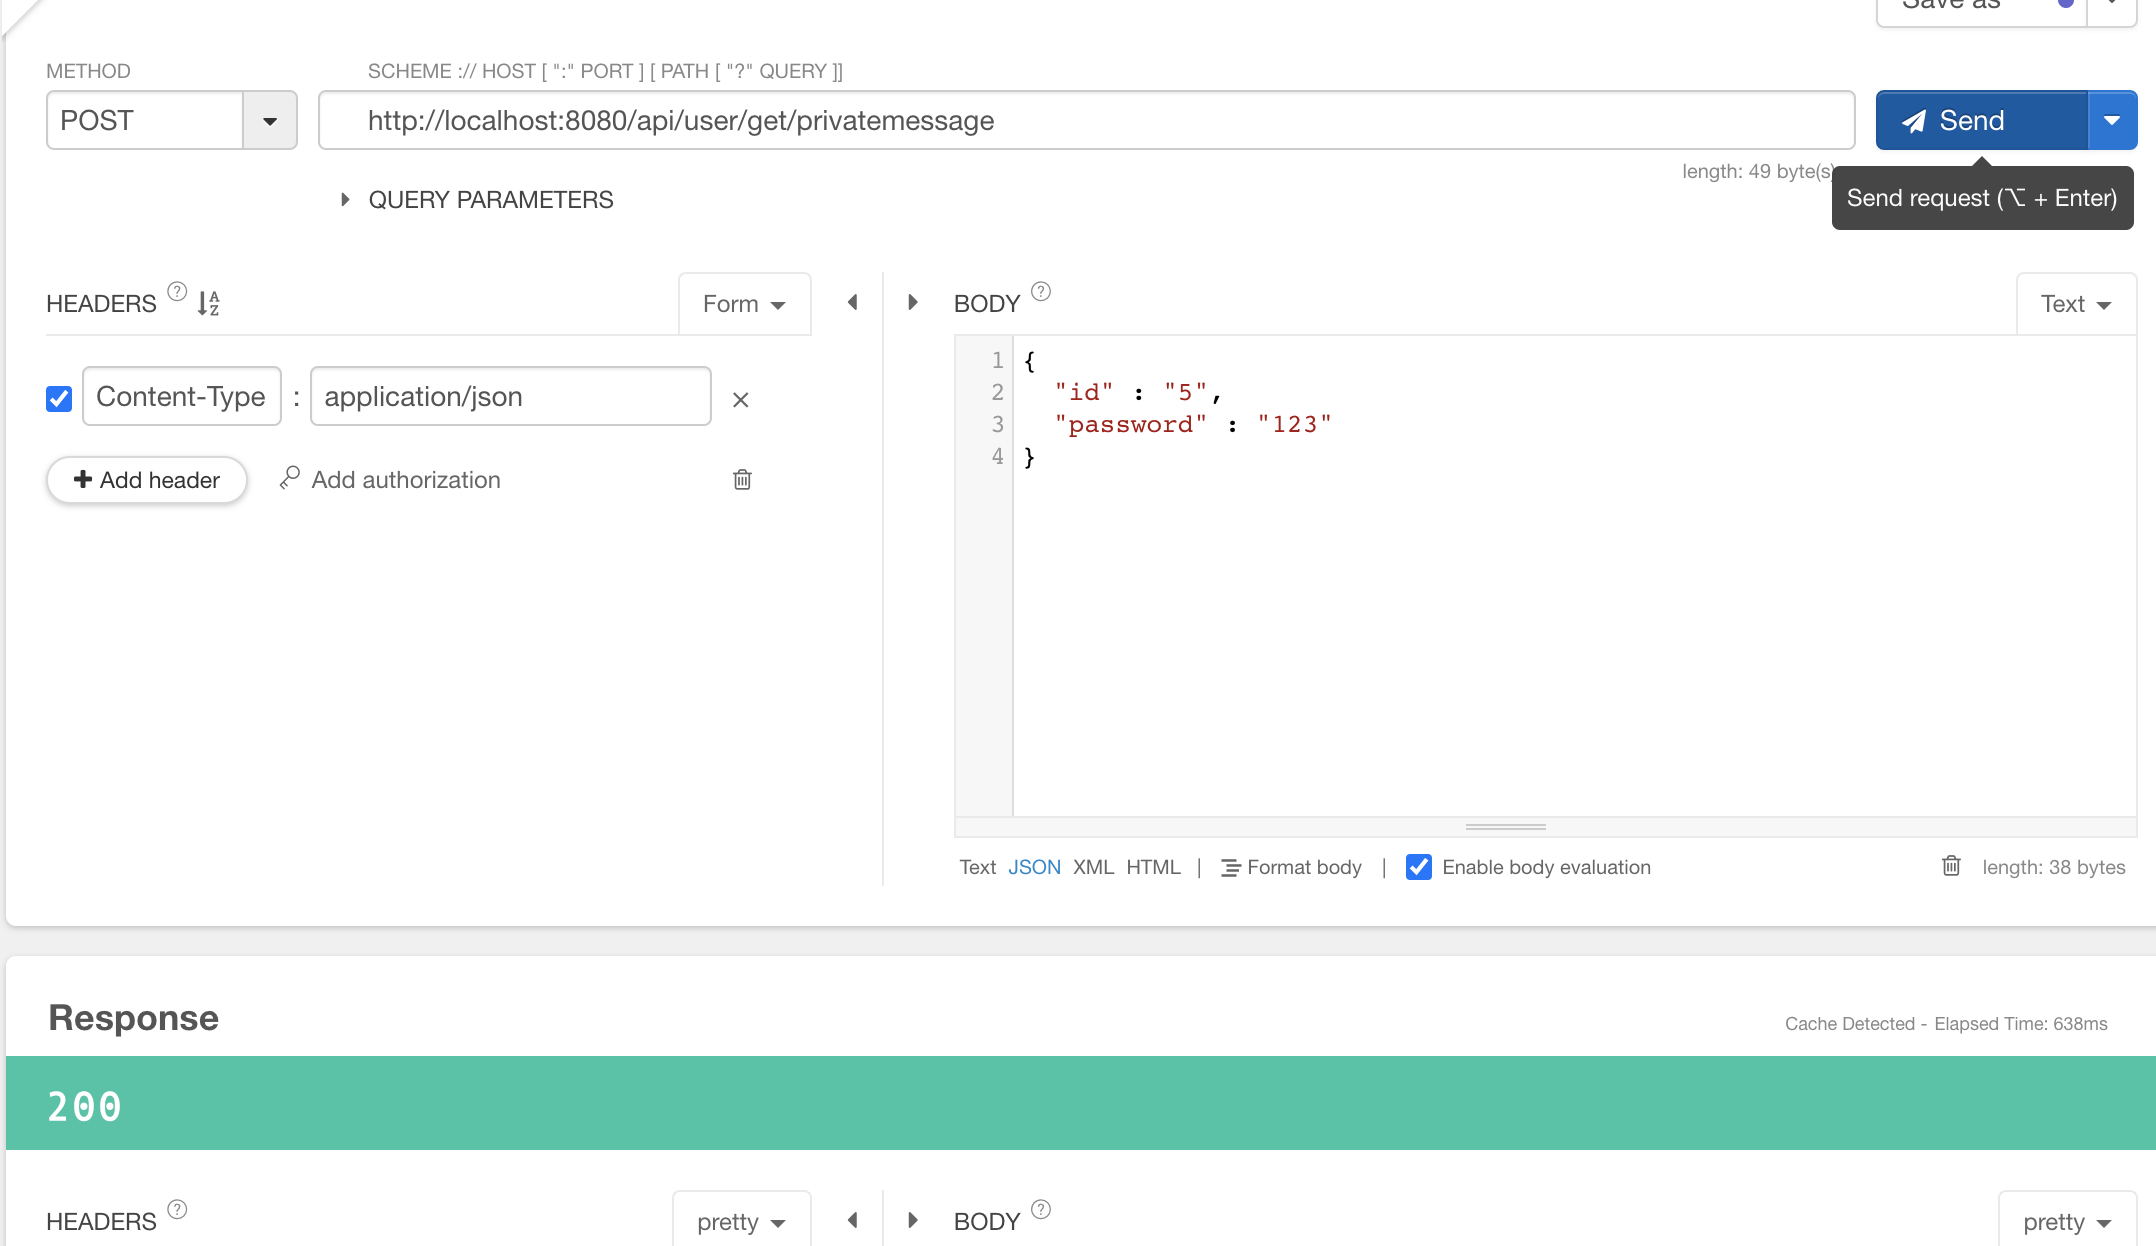 Save as
METHOD
SCHEME :// HOST [ ":" PORT ] [ PATH [ "?" QUERY ]]
POST
http://localhost:8080/api/user/get/privatemessage
Send
length: 49 byte(s)
Send request (⌥ + Enter)
QUERY PARAMETERS
HEADERS ?
Form
BODY ?
Text
Content-Type : application/json ×
+ Add header
Add authorization
1 {
2 "id" : "5",
3 "password" : "123"
4 }
Text JSON XML HTML | Format body | Enable body evaluation
length: 38 bytes
Response
Cache Detected - Elapsed Time: 638ms
200
HEADERS ?
pretty
BODY ?
pretty